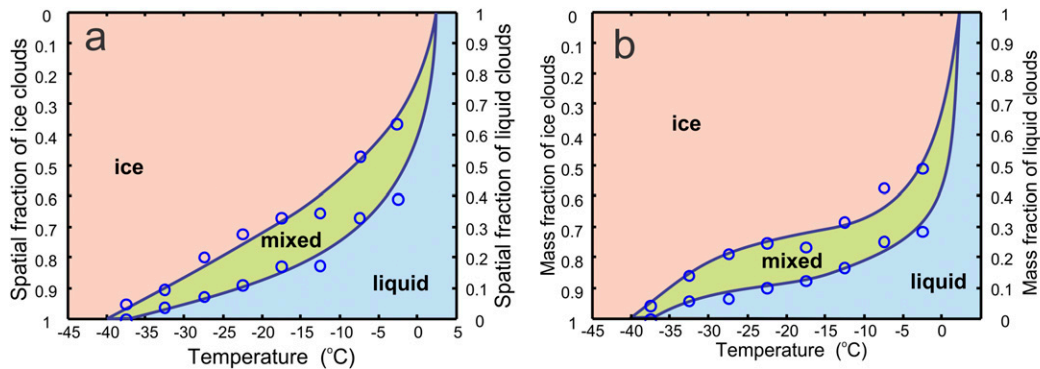 a
Spatial fraction of ice clouds
0
0.1
0.2
0.3
0.4
0.5
0.6
0.7
0.8
0.9
1
ice
mixed
liquid
1
0.9
0.8
0.7
0.6
0.5
0.4
0.3
0.2
0.1
0
Spatial fraction of liquid clouds
-45 -40 -35 -30 -25 -20 -15 -10 -5 0 5
Temperature (°C)
b
Mass fraction of ice clouds
0
0.1
0.2
0.3
0.4
0.5
0.6
0.7
0.8
0.9
1
ice
mixed
liquid
1
0.9
0.8
0.7
0.6
0.5
0.4
0.3
0.2
0.1
0
Mass fraction of liquid clouds
-45 -40 -35 -30 -25 -20 -15 -10 -5 0 5
Temperature (°C)